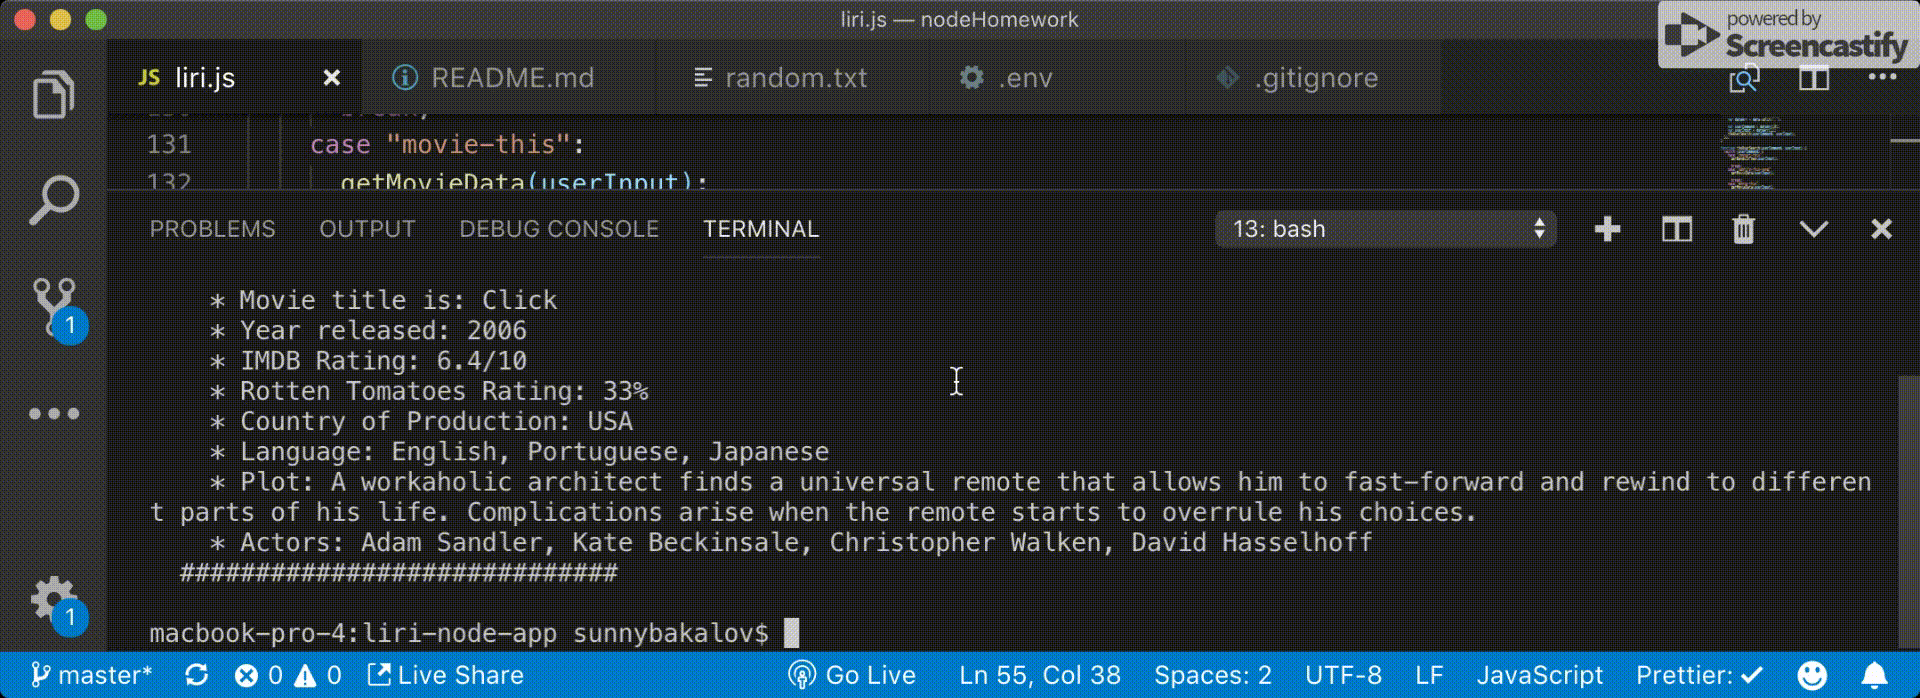 liri.js — nodeHomework
powered by
Screencastify
JS liri.js
README.md
random.txt
.env
.gitignore
131 case "movie-this":
132 getMovieData(userInput);
PROBLEMS OUTPUT DEBUG CONSOLE TERMINAL 13: bash
* Movie title is: Click
* Year released: 2006
* IMDB Rating: 6.4/10
* Rotten Tomatoes Rating: 33%
* Country of Production: USA
* Language: English, Portuguese, Japanese
* Plot: A workaholic architect finds a universal remote that allows him to fast-forward and rewind to differen
t parts of his life. Complications arise when the remote starts to overrule his choices.
* Actors: Adam Sandler, Kate Beckinsale, Christopher Walken, David Hasselhoff
#############################
macbook-pro-4:liri-node-app sunnybakalov$
1
1
master* 0 0 Live Share Go Live Ln 55, Col 38 Spaces: 2 UTF-8 LF JavaScript Prettier: ✓